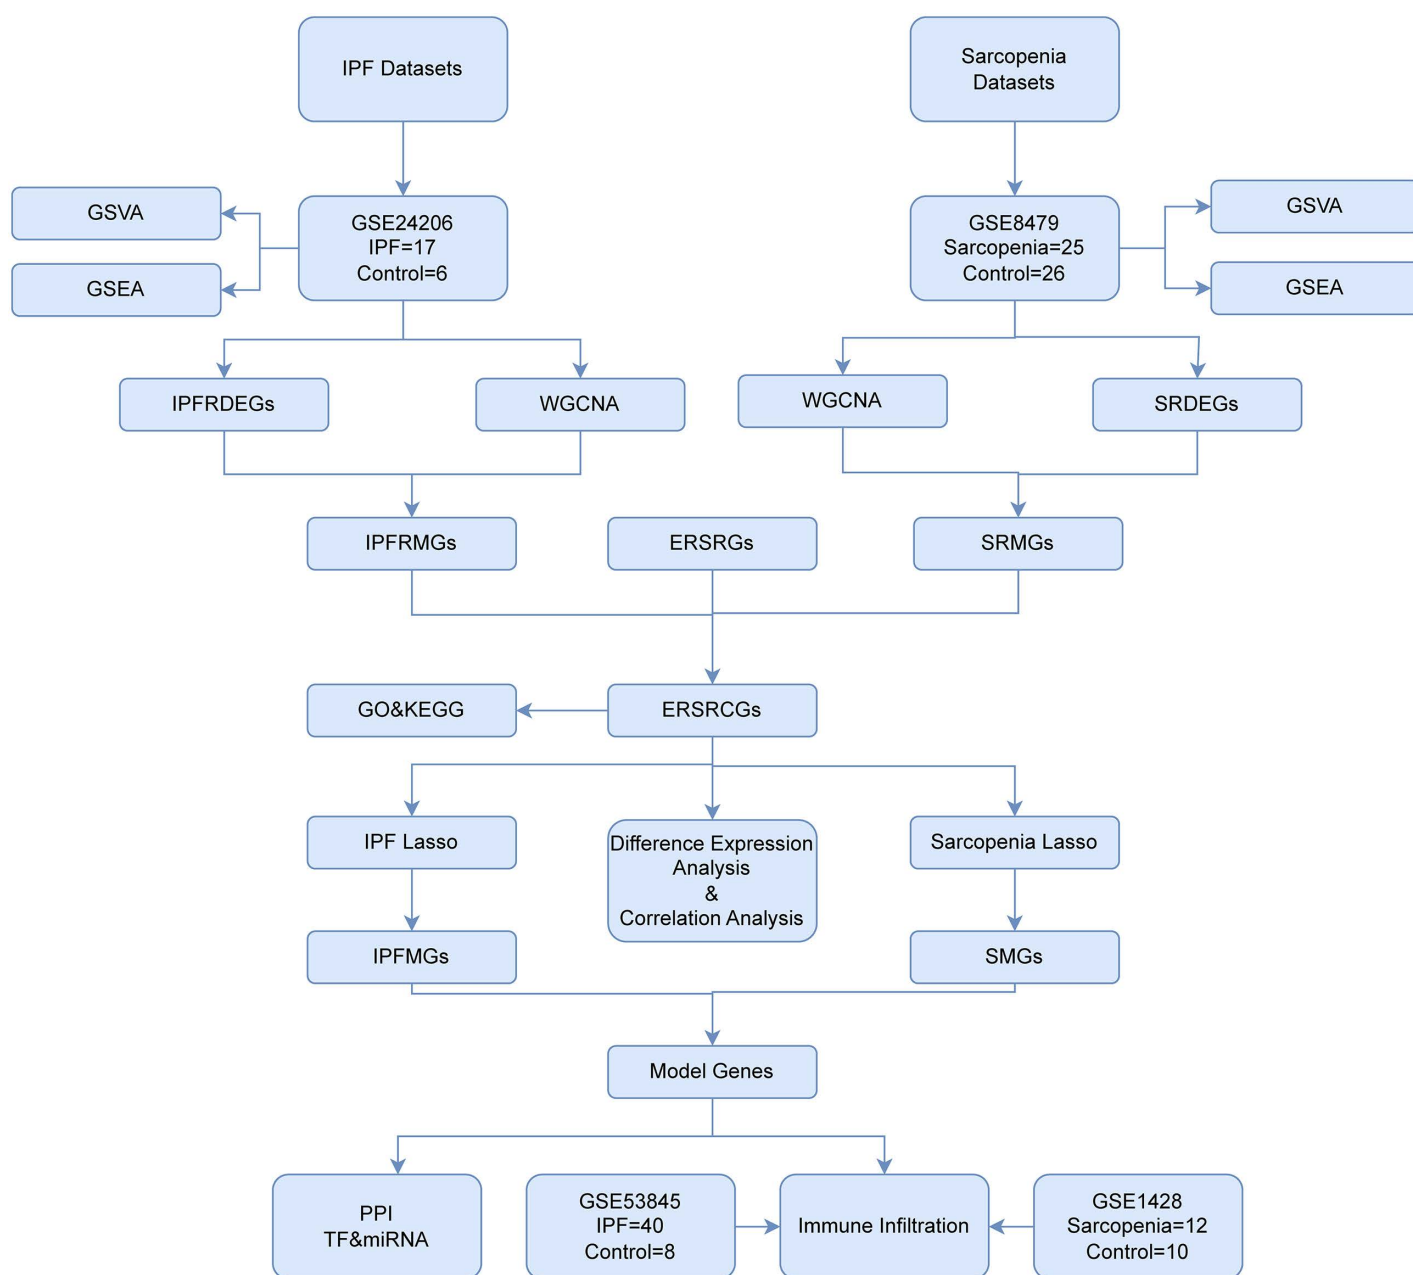 IPF Datasets
Sarcopenia
Datasets
GSVA
GSEA
GSE24206
IPF=17
Control=6
GSE8479
Sarcopenia=25
Control=26
GSVA
GSEA
IPFRDEGs
WGCNA
WGCNA
SRDEGs
IPFRMGs
ERSRGs
SRMGs
GO&KEGG
ERSRCGs
IPF Lasso
Difference Expression
Analysis
&
Correlation Analysis
Sarcopenia Lasso
IPFMGs
SMGs
Model Genes
PPI
TF&miRNA
GSE53845
IPF=40
Control=8
Immune Infiltration
GSE1428
Sarcopenia=12
Control=10